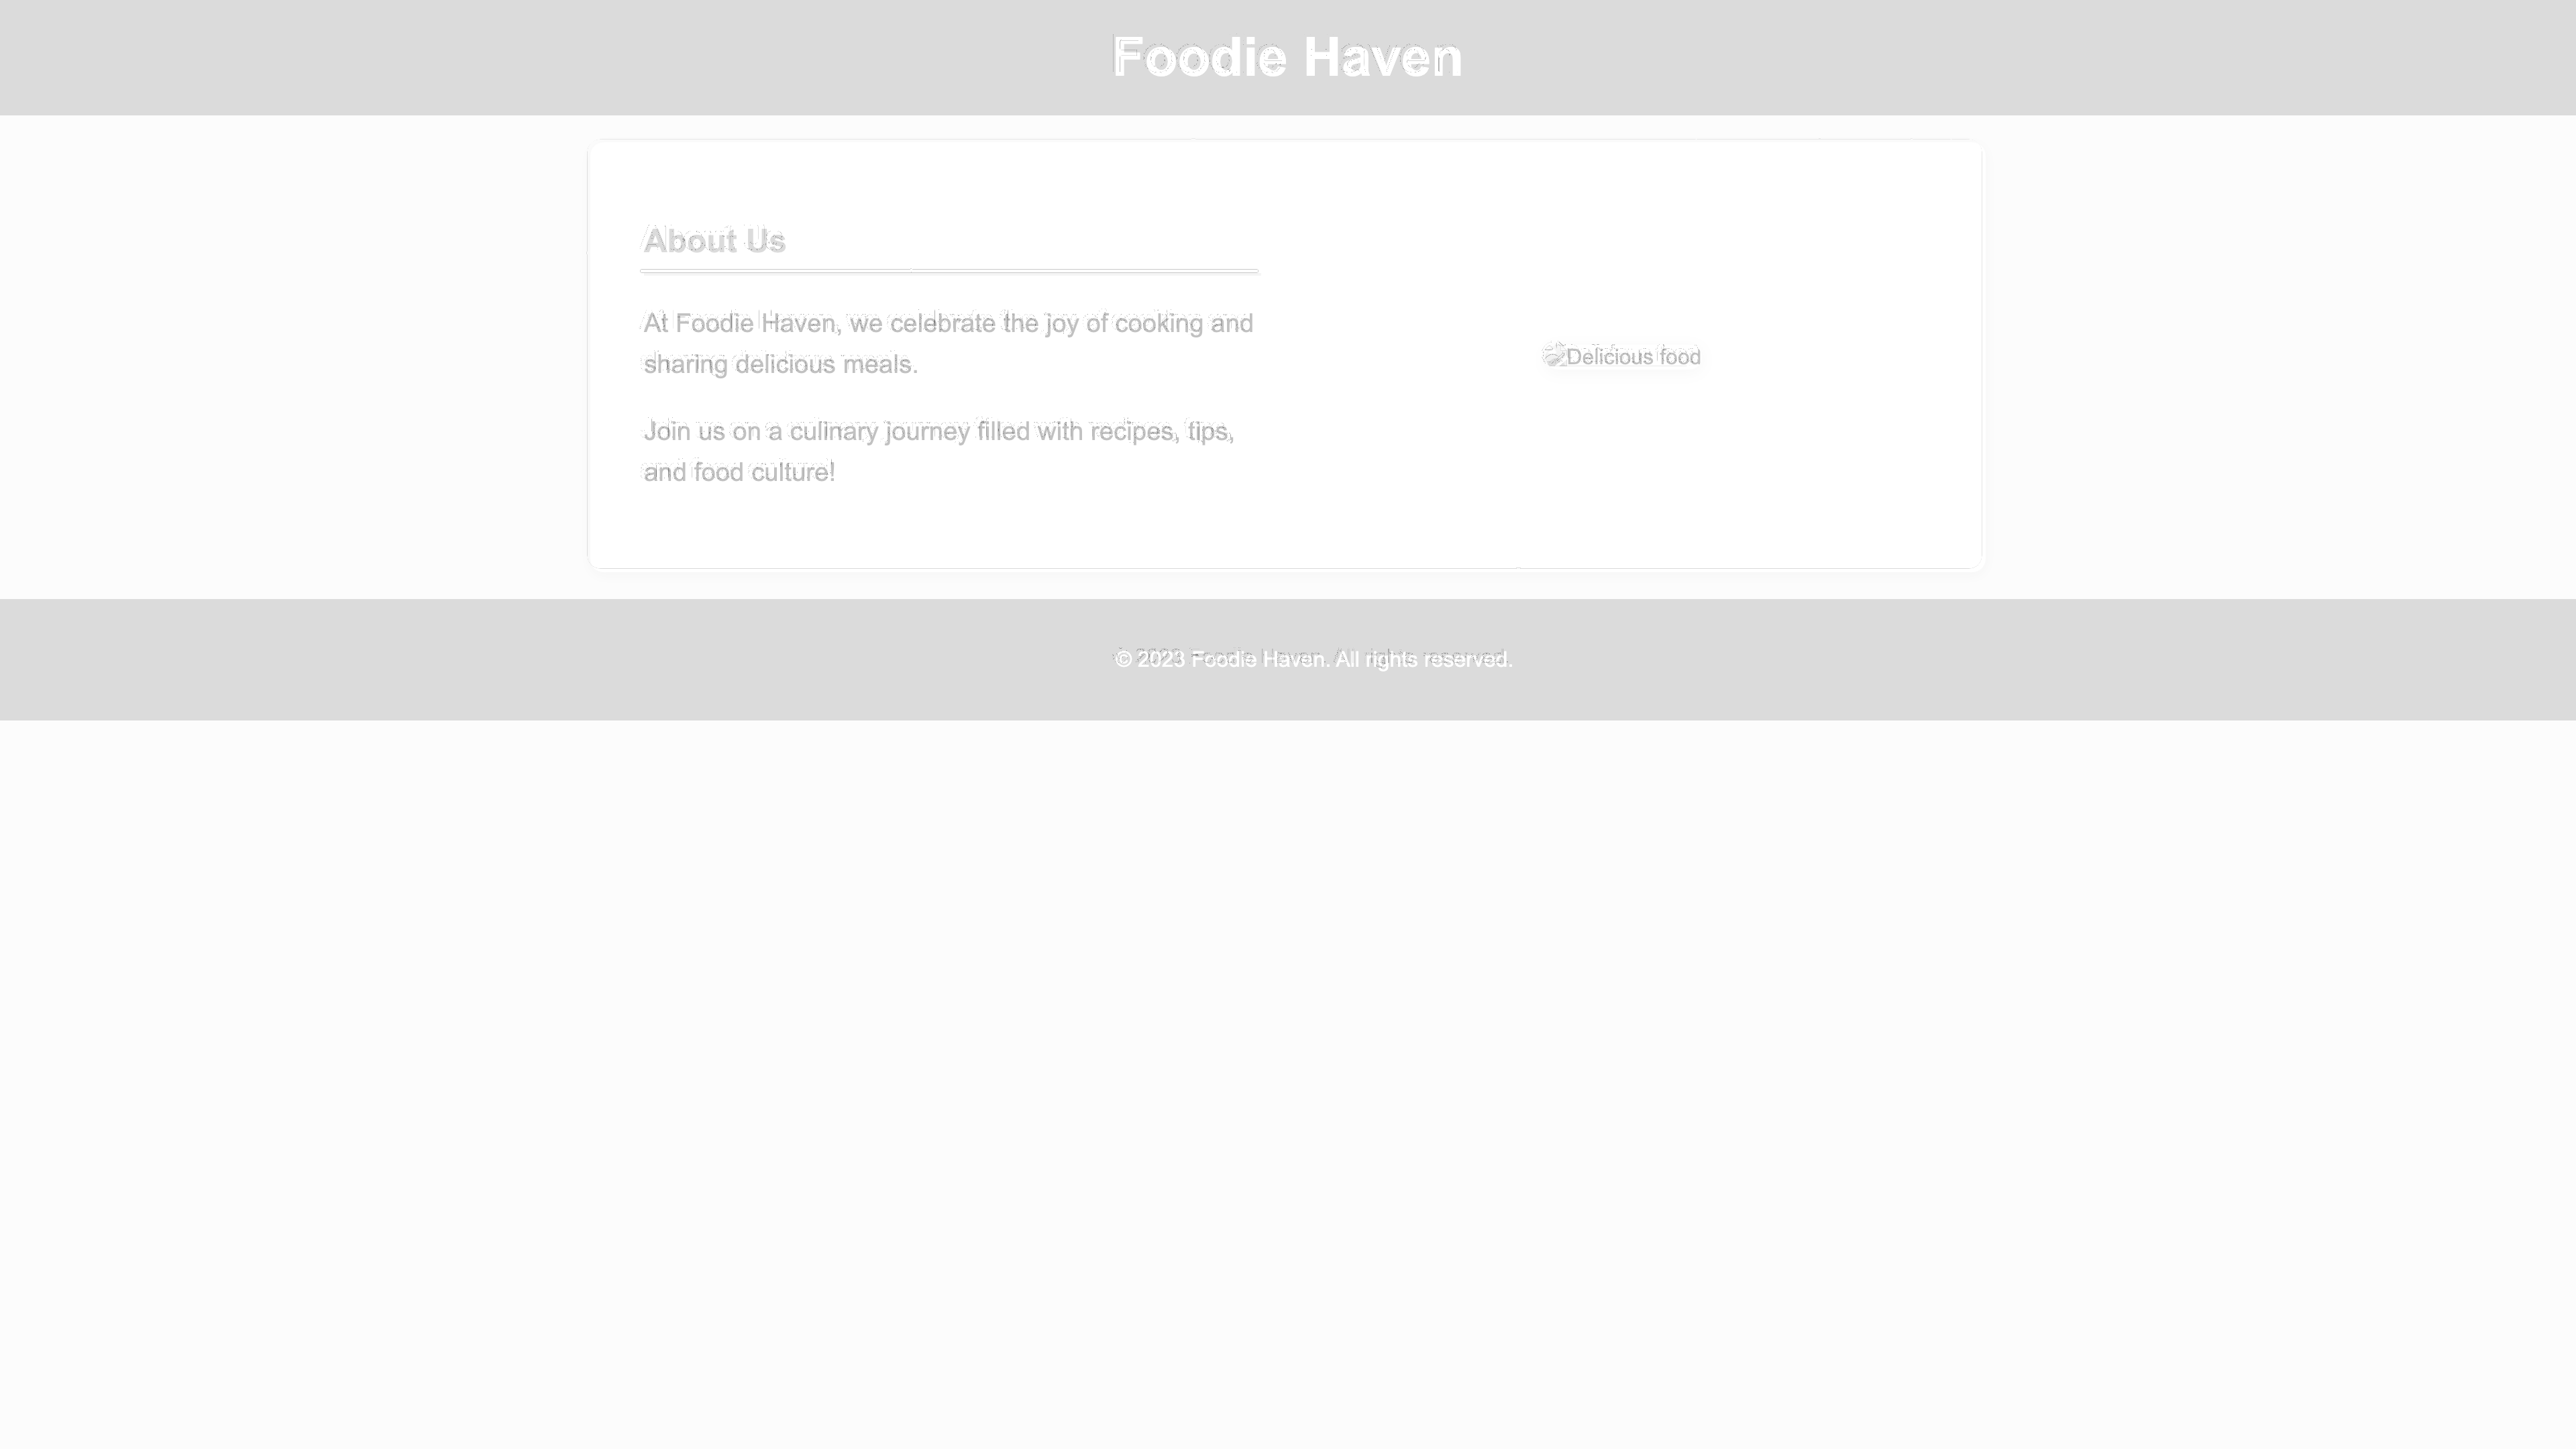 Foodie Haven
About Us
At Foodie Haven, we celebrate the joy of cooking and
sharing delicious meals.
Delicious food
Join us on a culinary journey filled with recipes, tips,
and food culture!
© 2023 Foodie Haven. All rights reserved.